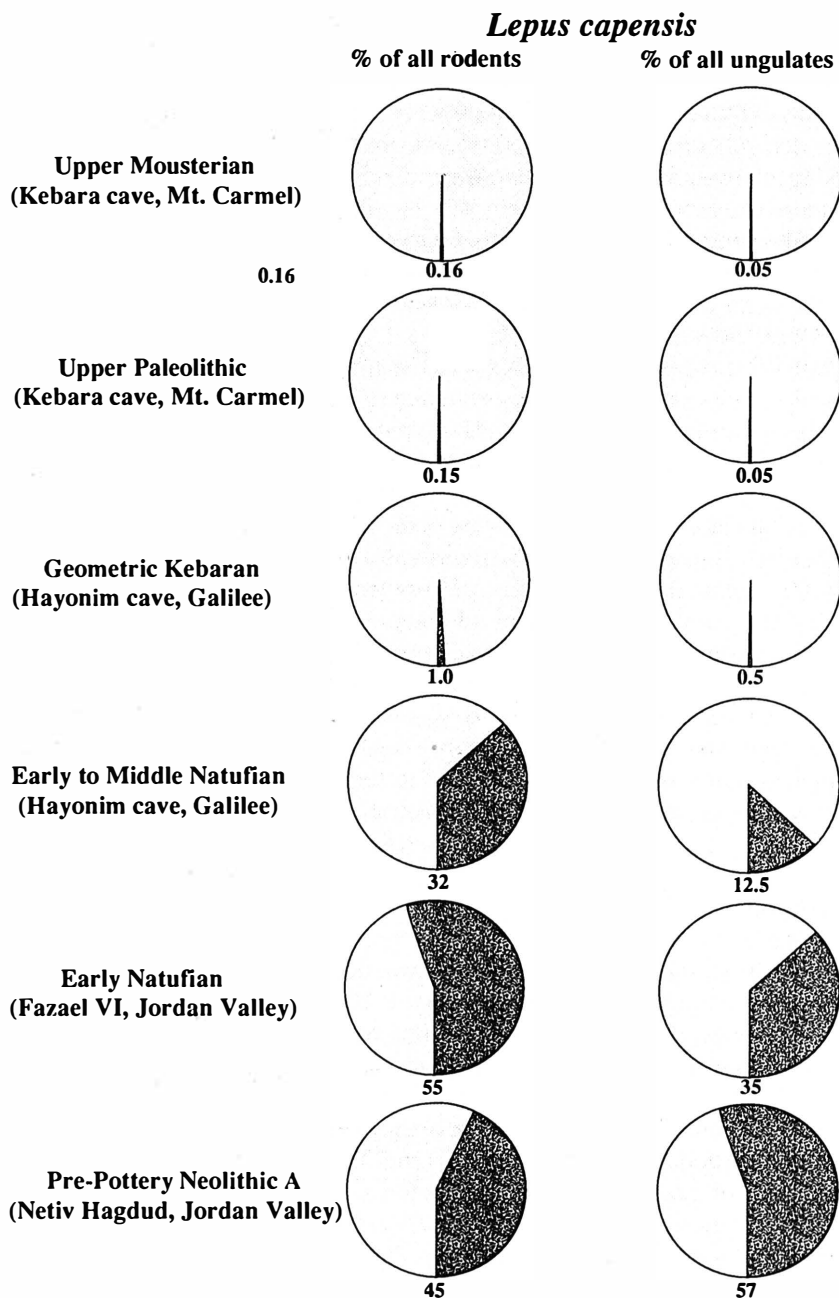 Lepus capensis
% of all rodents % of all ungulates
Upper Mousterian
(Kebara cave, Mt. Carmel)
0.16 0.16 0.05
Upper Paleolithic
(Kebara cave, Mt. Carmel)
0.15 0.05
Geometric Kebaran
(Hayonim cave, Galilee)
1.0 0.5
Early to Middle Natufian
(Hayonim cave, Galilee)
32 12.5
Early Natufian
(Fazael VI, Jordan Valley)
55 35
Pre-Pottery Neolithic A
(Netiv Hagdud, Jordan Valley)
45 57